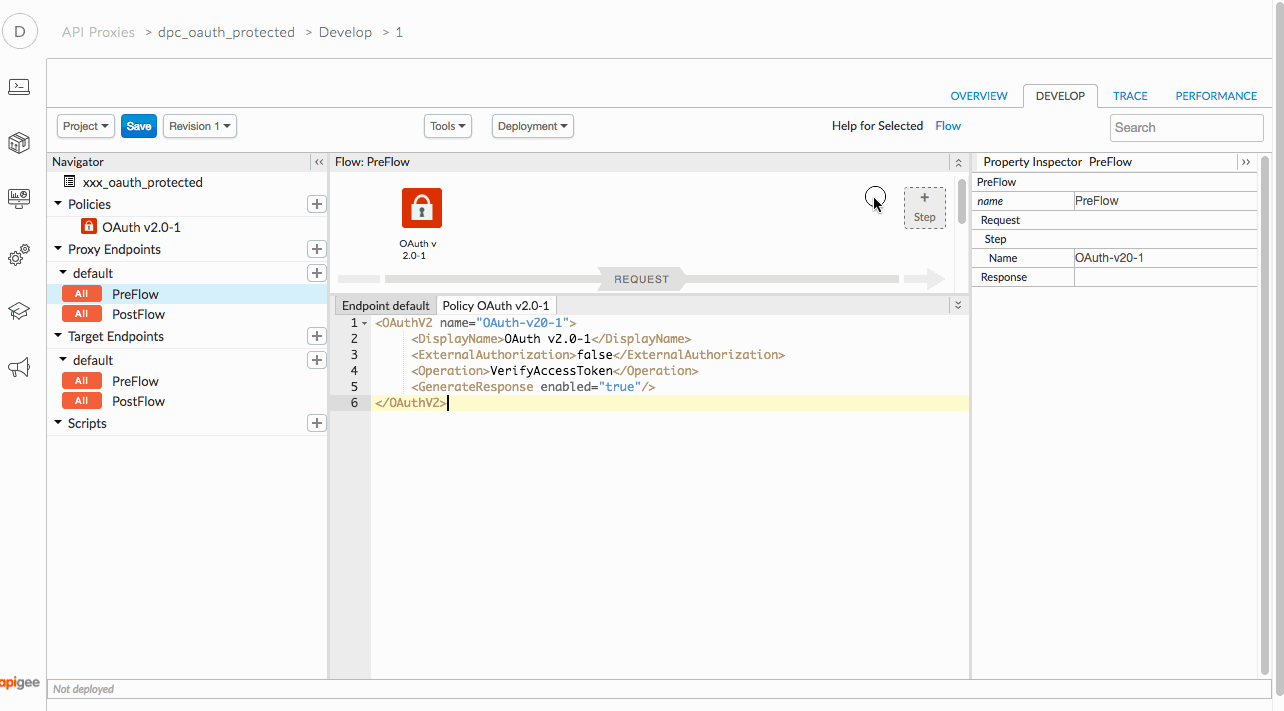 D
API Proxies > dpc_oauth_protected > Develop > 1
OVERVIEW DEVELOP TRACE PERFORMANCE
Project Save Revision 1 Tools Deployment Help for Selected Flow Search
Navigator
xxx_oauth_protected
Policies
OAuth v2.0-1
Proxy Endpoints
default
All PreFlow
All PostFlow
Target Endpoints
default
All PreFlow
All PostFlow
Scripts
Flow: PreFlow
OAuth v
2.0-1
+
Step
REQUEST
Endpoint default Policy OAuth v2.0-1
1 <OAuthV2 name="OAuth-v20-1">
2 <DisplayName>OAuth v2.0-1</DisplayName>
3 <ExternalAuthorization>false</ExternalAuthorization>
4 <Operation>VerifyAccessToken</Operation>
5 <GenerateResponse enabled="true"/>
6 </OAuthV2>
Property Inspector PreFlow
PreFlow
name PreFlow
Request
Step
Name OAuth-v20-1
Response
apigee
Not deployed